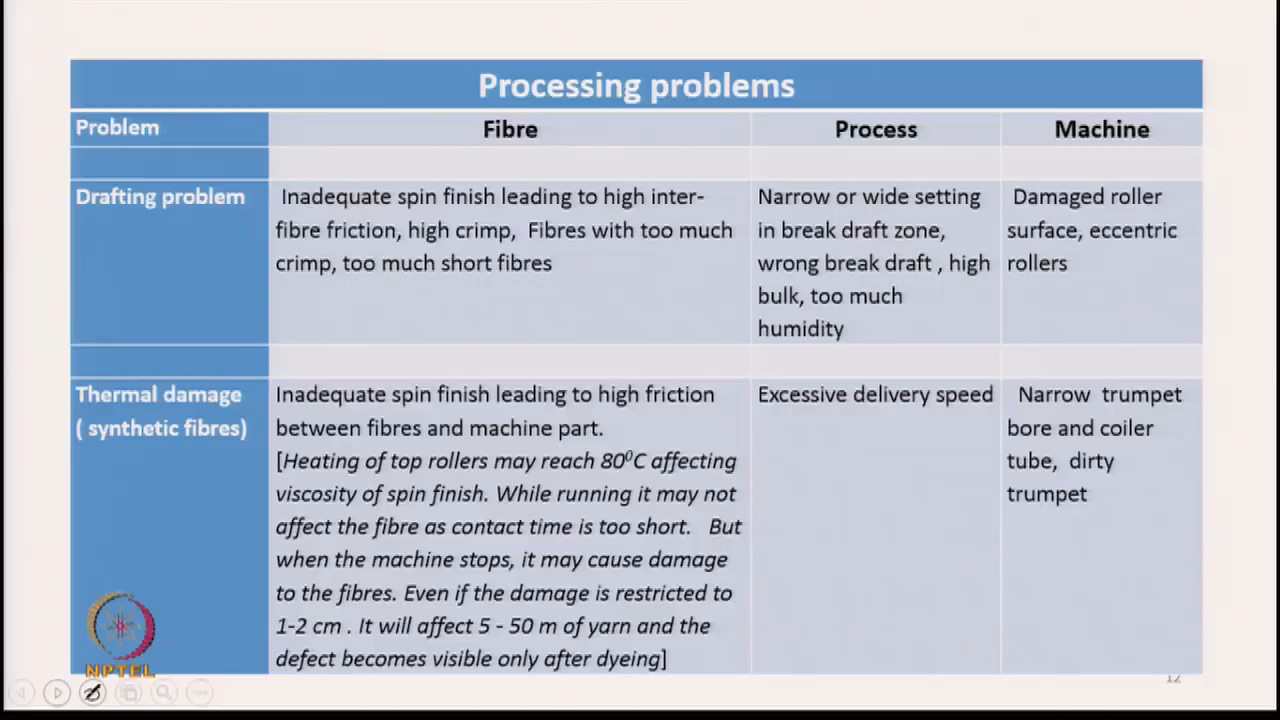 Processing problems
Problem
Fibre
Process
Machine
Drafting problem
Inadequate spin finish leading to high inter-
fibre friction, high crimp, Fibres with too much
crimp, too much short fibres
Narrow or wide setting
in break draft zone,
wrong break draft , high
bulk, too much
humidity
Damaged roller
surface, eccentric
rollers
Thermal damage
( synthetic fibres)
Inadequate spin finish leading to high friction
between fibres and machine part.
[Heating of top rollers may reach 80⁰C affecting
viscosity of spin finish. While running it may not
affect the fibre as contact time is too short. But
when the machine stops, it may cause damage
to the fibres. Even if the damage is restricted to
1-2 cm . It will affect 5 - 50 m of yarn and the
defect becomes visible only after dyeing]
Excessive delivery speed
Narrow trumpet
bore and coiler
tube, dirty
trumpet
NPTEL
12